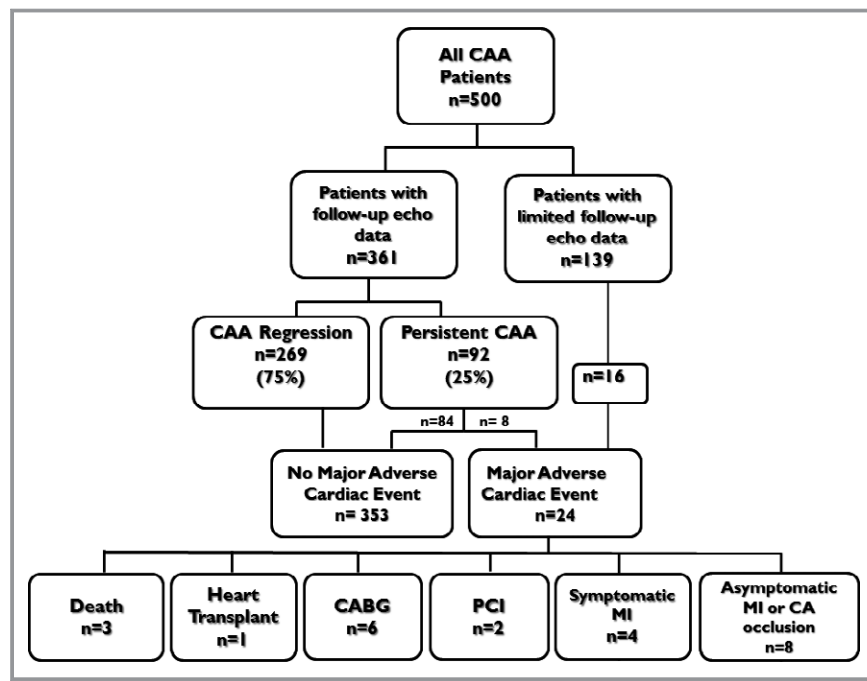 All CAA
Patients
n=500
Patients with
follow-up echo
data
n=361
Patients with
limited follow-up
echo data
n=139
CAA Regression
n=269
(75%)
Persistent CAA
n=92
(25%)
n=16
n=84
n= 8
No Major Adverse
Cardiac Event
n= 353
Major Adverse
Cardiac Event
n=24
Death
n=3
Heart
Transplant
n=1
CABG
n=6
PCI
n=2
Symptomatic
MI
n=4
Asymptomatic
MI or CA
occlusion
n=8